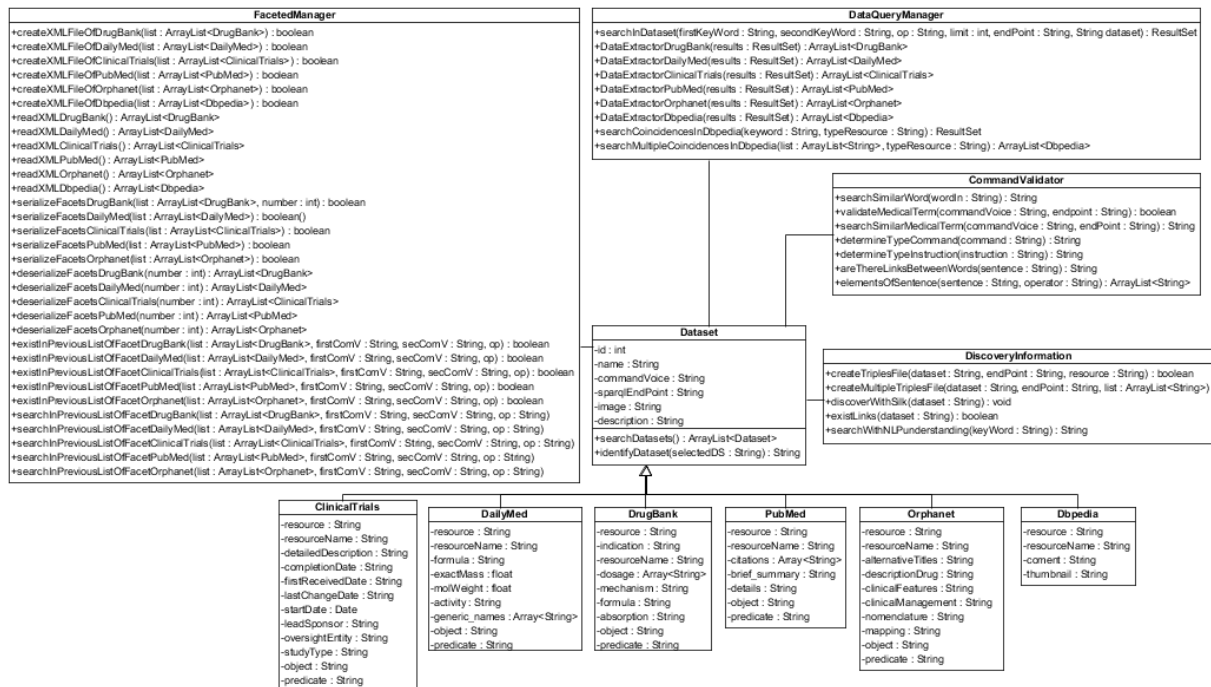 FacetedManager
+createXMLFileOfDrugBank(list : ArrayList<DrugBank>) : boolean
+createXMLFileOfDailyMed(list : ArrayList<DailyMed>) : boolean
+createXMLFileOfClinicalTrials(list : ArrayList<ClinicalTrials>) : boolean
+createXMLFileOfPubMed(list : ArrayList<PubMed>) : boolean
+createXMLFileOfOrphanet(list : ArrayList<Orphanet>) : boolean
+createXMLFileOfDbpedia(list : ArrayList<Dbpedia>) : boolean
+readXMLDrugBank() : ArrayList<DrugBank>
+readXMLDailyMed() : ArrayList<DailyMed>
+readXMLClinicalTrials() : ArrayList<ClinicalTrials>
+readXMLPubMed() : ArrayList<PubMed>
+readXMLOrphanet() : ArrayList<Orphanet>
+readXMLDbpedia() : ArrayList<Dbpedia>
+serializeFacetsDrugBank(list : ArrayList<DrugBank>, number : int) : boolean
+serializeFacetsDailyMed(list : ArrayList<DailyMed>) : boolean()
+serializeFacetsClinicalTrials(list : ArrayList<ClinicalTrials>) : boolean
+serializeFacetsPubMed(list : ArrayList<PubMed>) : boolean
+serializeFacetsOrphanet(list : ArrayList<Orphanet>) : boolean
+deserializeFacetsDrugBank(number : int) : ArrayList<DrugBank>
+deserializeFacetsDailyMed(number : int) : ArrayList<DailyMed>
+deserializeFacetsClinicalTrials(number : int) : ArrayList<ClinicalTrials>
+deserializeFacetsPubMed(number : int) : ArrayList<PubMed>
+deserializeFacetsOrphanet(number : int) : ArrayList<Orphanet>
+existInPreviousListOfFacetDrugBank(list : ArrayList<DrugBank>, firstComV : String, secComV : String, op) : boolean
+existInPreviousListOfFacetDailyMed(list : ArrayList<DailyMed>, firstComV : String, secComV : String, op) : boolean
+existInPreviousListOfFacetClinicalTrials(list : ArrayList<ClinicalTrials>, firstComV : String, secComV : String, op) : boolean
+existInPreviousListOfFacetPubMed(list : ArrayList<PubMed>, firstComV : String, secComV : String, op) : boolean
+existInPreviousListOfFacetOrphanet(list : ArrayList<Orphanet>, firstComV : String, secComV : String, op) : boolean
+searchInPreviousListOfFacetDrugBank(list : ArrayList<DrugBank>, firstComV : String, secComV : String, op : String)
+searchInPreviousListOfFacetDailyMed(list : ArrayList<DailyMed>, firstComV : String, secComV : String, op : String)
+searchInPreviousListOfFacetClinicalTrials(list : ArrayList<ClinicalTrials>, firstComV : String, secComV : String, op : String)
+searchInPreviousListOfFacetPubMed(list : ArrayList<PubMed>, firstComV : String, secComV : String, op : String)
+searchInPreviousListOfFacetOrphanet(list : ArrayList<Orphanet>, firstComV : String, secComV : String, op : String)
DataQueryManager
+searchInDataset(firstKeyWord : String, secondKeyWord : String, op : String, limit : int, endPoint : String, String dataset) : ResultSet
+DataExtractorDrugBank(results : ResultSet) : ArrayList<DrugBank>
+DataExtractorDailyMed(results : ResultSet) : ArrayList<DailyMed>
+DataExtractorClinicalTrials(results : ResultSet) : ArrayList<ClinicalTrials>
+DataExtractorPubMed(results : ResultSet) : ArrayList<PubMed>
+DataExtractorOrphanet(results : ResultSet) : ArrayList<Orphanet>
+DataExtractorDbpedia(results : ResultSet) : ArrayList<Dbpedia>
+searchCoincidencesInDbpedia(keyword : String, typeResource : String) : ResultSet
+searchMultipleCoincidencesInDbpedia(list : ArrayList<String>, typeResource : String) : ArrayList<Dbpedia>
CommandValidator
+searchSimilarWord(wordIn : String) : String
+validateMedicalTerm(commandVoice : String, endpoint : String) : boolean
+searchSimilarMedicalTerm(commandVoice : String, endPoint : String) : String
+determineTypeCommand(command : String) : String
+determineTypeInstruction(instruction : String) : String
+areThereLinksBetweenWords(sentence : String) : String
+elementsOfSentence(sentence : String, operator : String) : ArrayList<String>
Dataset
-id : int
-name : String
-commandVoice : String
-sparqlEndPoint : String
-image : String
-description : String
+searchDatasets() : ArrayList<Dataset>
+identifyDataset(selectedDS : String) : String
DiscoveryInformation
+createTriplesFile(dataset : String, endPoint : String, resource : String) : boolean
+createMultipleTriplesFile(dataset : String, endPoint : String, list : ArrayList<String>)
+discoverWithSilk(dataset : String) : void
+existLinks(dataset : String) : boolean
+searchWithNLPunderstanding(keyWord : String) : String
ClinicalTrials
-resource : String
-resourceName : String
-detailedDescription : String
-completionDate : String
-firstReceivedDate : String
-lastChangeDate : String
-startDate : Date
-leadSponsor : String
-oversightEntity : String
-studyType : String
-object : String
-predicate : String
DailyMed
-resource : String
-resourceName : String
-formula : String
-exactMass : float
-molWeight : float
-activity : String
-generic_names : Array<String>
-object : String
-predicate : String
DrugBank
-resource : String
-indication : String
-resourceName : String
-dosage : Array<String>
-mechanism : String
-formula : String
-absorption : String
-object : String
-predicate : String
PubMed
-resource : String
-resourceName : String
-citations : Array<String>
-brief_summary : String
-details : String
-object : String
-predicate : String
Orphanet
-resource : String
-resourceName : String
-alternativeTitles : String
-descriptionDrug : String
-clinicalFeatures : String
-clinicalManagement : String
-nomenclature : String
-mapping : String
-object : String
-predicate : String
Dbpedia
-resource : String
-resourceName : String
-coment : String
-thumbnail : String